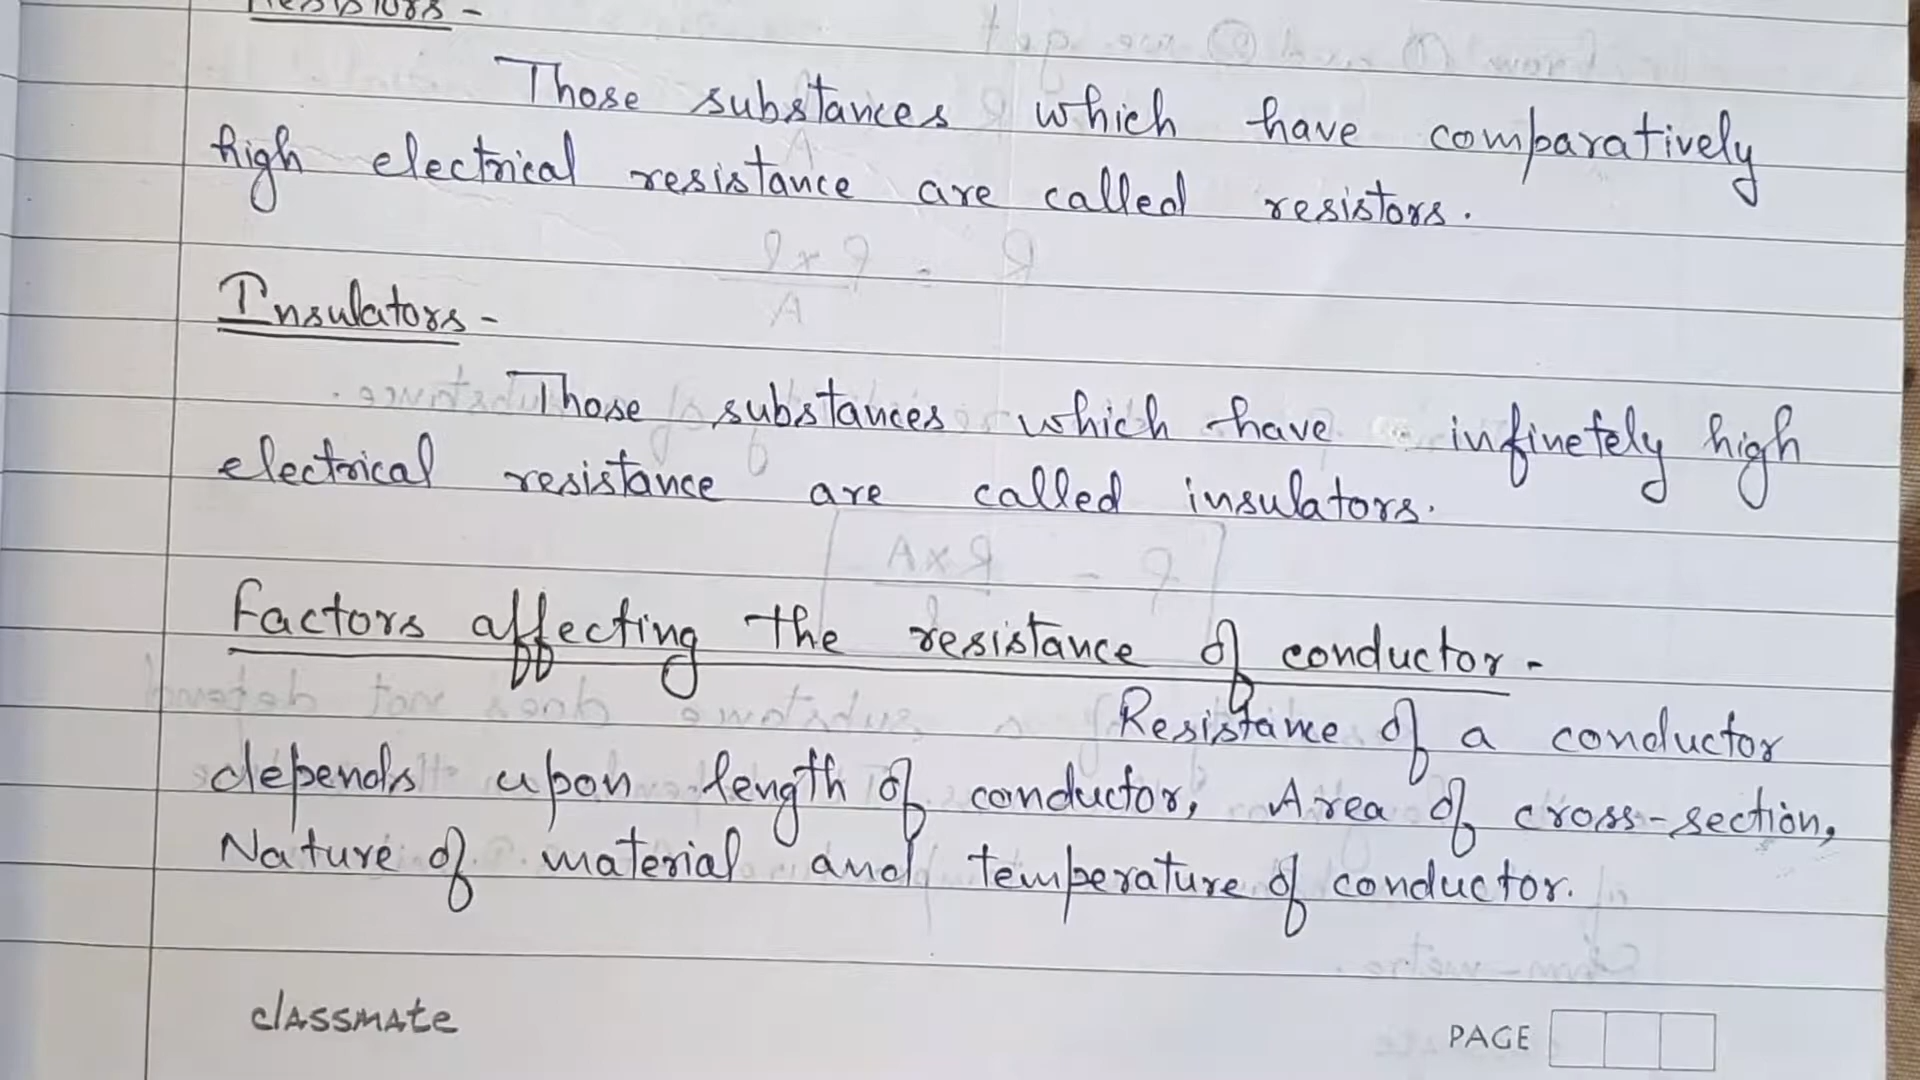 Resistors -
Those substances which have comparatively
high electrical resistance are called resistors.
Insulators -
Those substances which have infinetely high
electrical resistance are called insulators.
Factors affecting the resistance of conductor -
Resistance of a conductor
depends upon length of conductor, Area of cross-section,
Nature of material and temperature of conductor.
classmate
PAGE